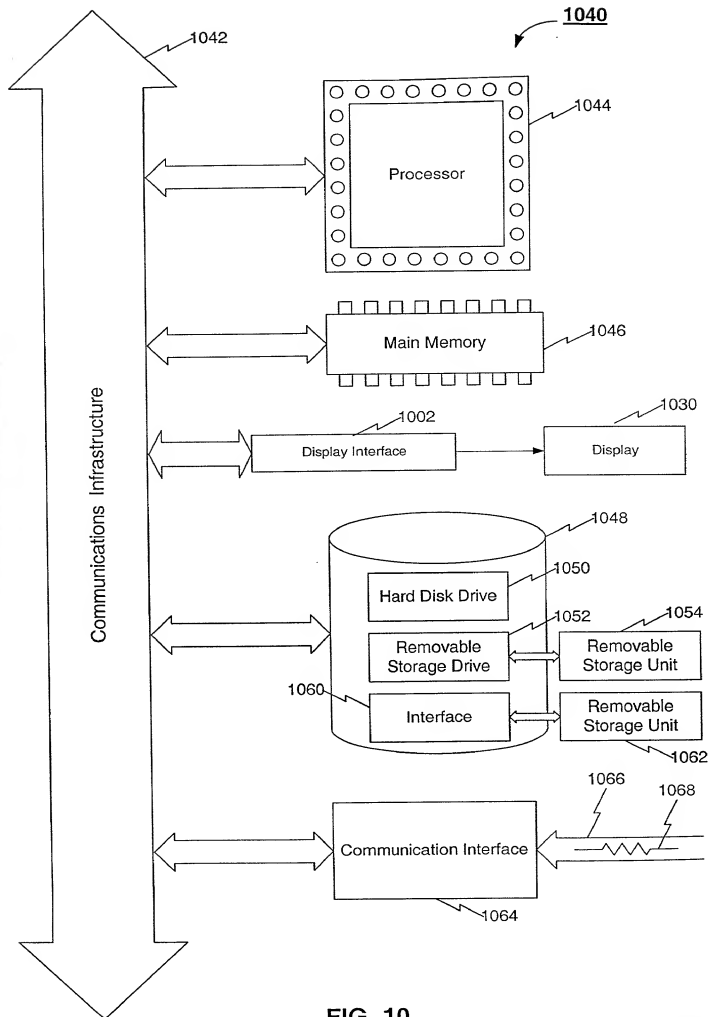 1040
1042
1044
Processor
Main Memory
1046
1002
Display Interface
1030
Display
Communications Infrastructure
1048
1050
Hard Disk Drive
1052
Removable
Storage Drive
1054
Removable
Storage Unit
1060
Interface
Removable
Storage Unit
1062
1066
1068
Communication Interface
1064
FIG. 10